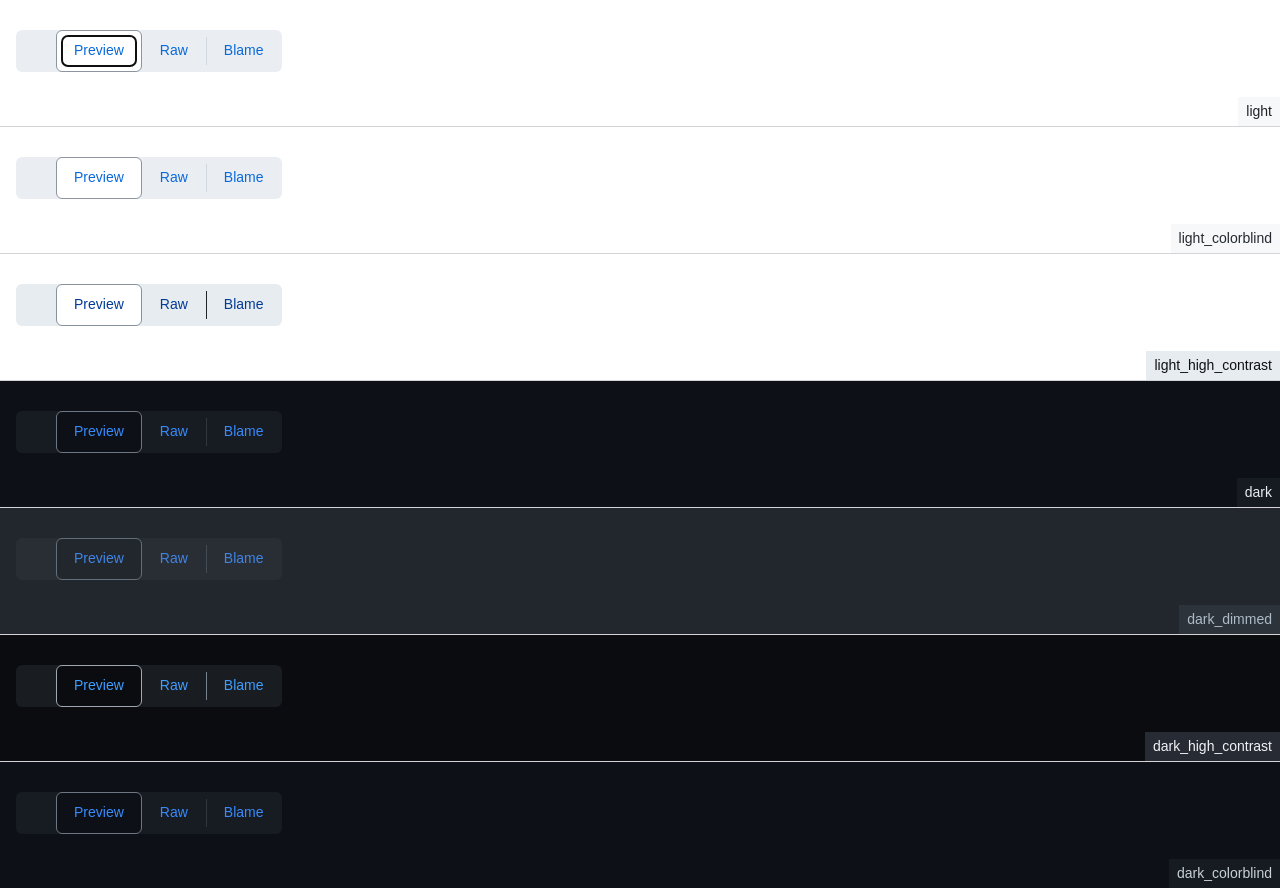 Preview Raw Blame
light
Preview Raw Blame
light_colorblind
Preview Raw Blame
light_high_contrast
Preview Raw Blame
dark
Preview Raw Blame
dark_dimmed
Preview Raw Blame
dark_high_contrast
Preview Raw Blame
dark_colorblind